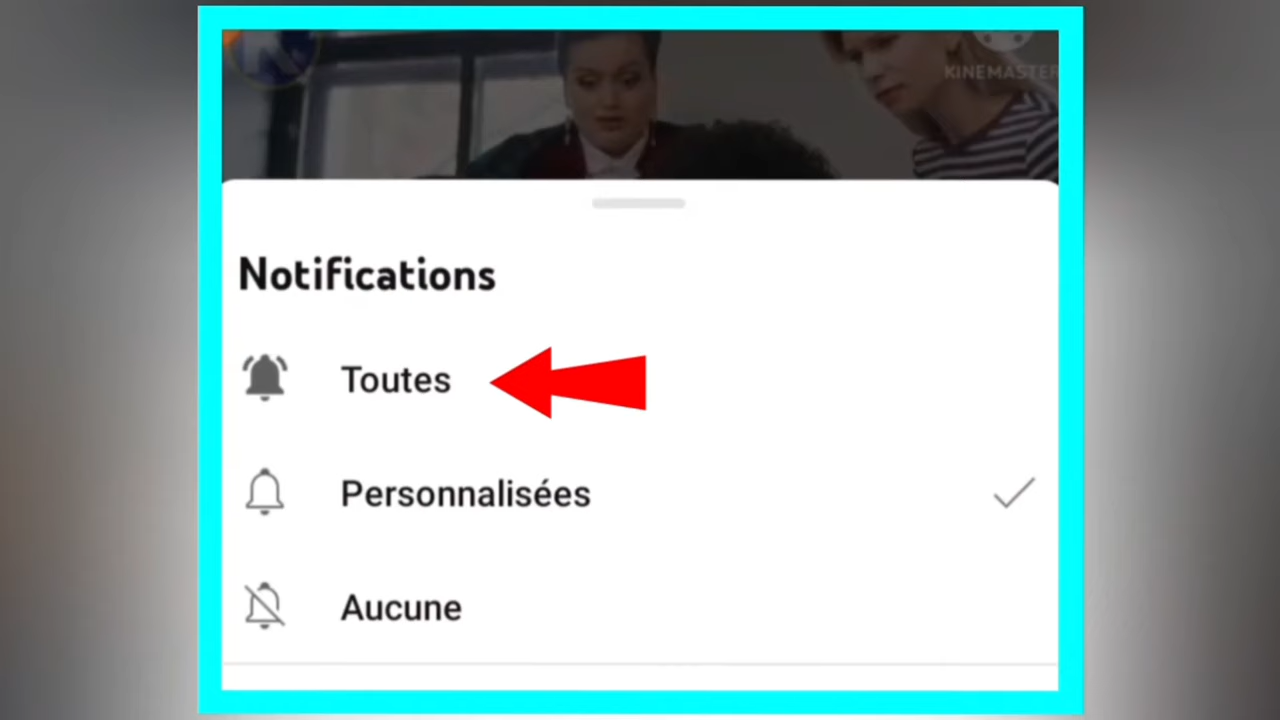 KINEMASTER
Notifications
Toutes
Personnalisées
Aucune